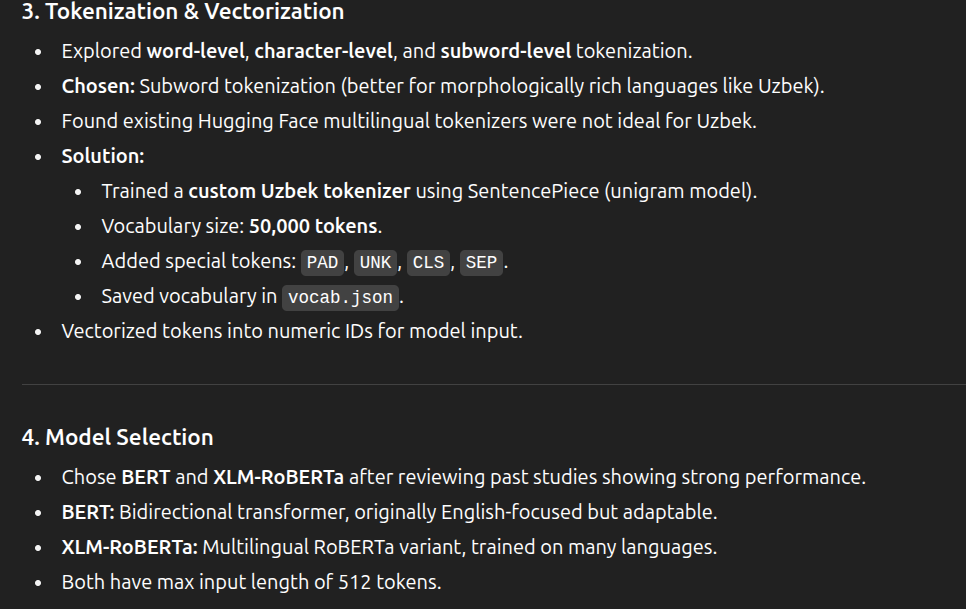 3. Tokenization & Vectorization
• Explored word-level, character-level, and subword-level tokenization.
• Chosen: Subword tokenization (better for morphologically rich languages like Uzbek).
• Found existing Hugging Face multilingual tokenizers were not ideal for Uzbek.
• Solution:
• Trained a custom Uzbek tokenizer using SentencePiece (unigram model).
• Vocabulary size: 50,000 tokens.
• Added special tokens: PAD, UNK, CLS, SEP.
• Saved vocabulary in vocab.json.
• Vectorized tokens into numeric IDs for model input.
4. Model Selection
• Chose BERT and XLM-RoBERTa after reviewing past studies showing strong performance.
• BERT: Bidirectional transformer, originally English-focused but adaptable.
• XLM-RoBERTa: Multilingual RoBERTa variant, trained on many languages.
• Both have max input length of 512 tokens.